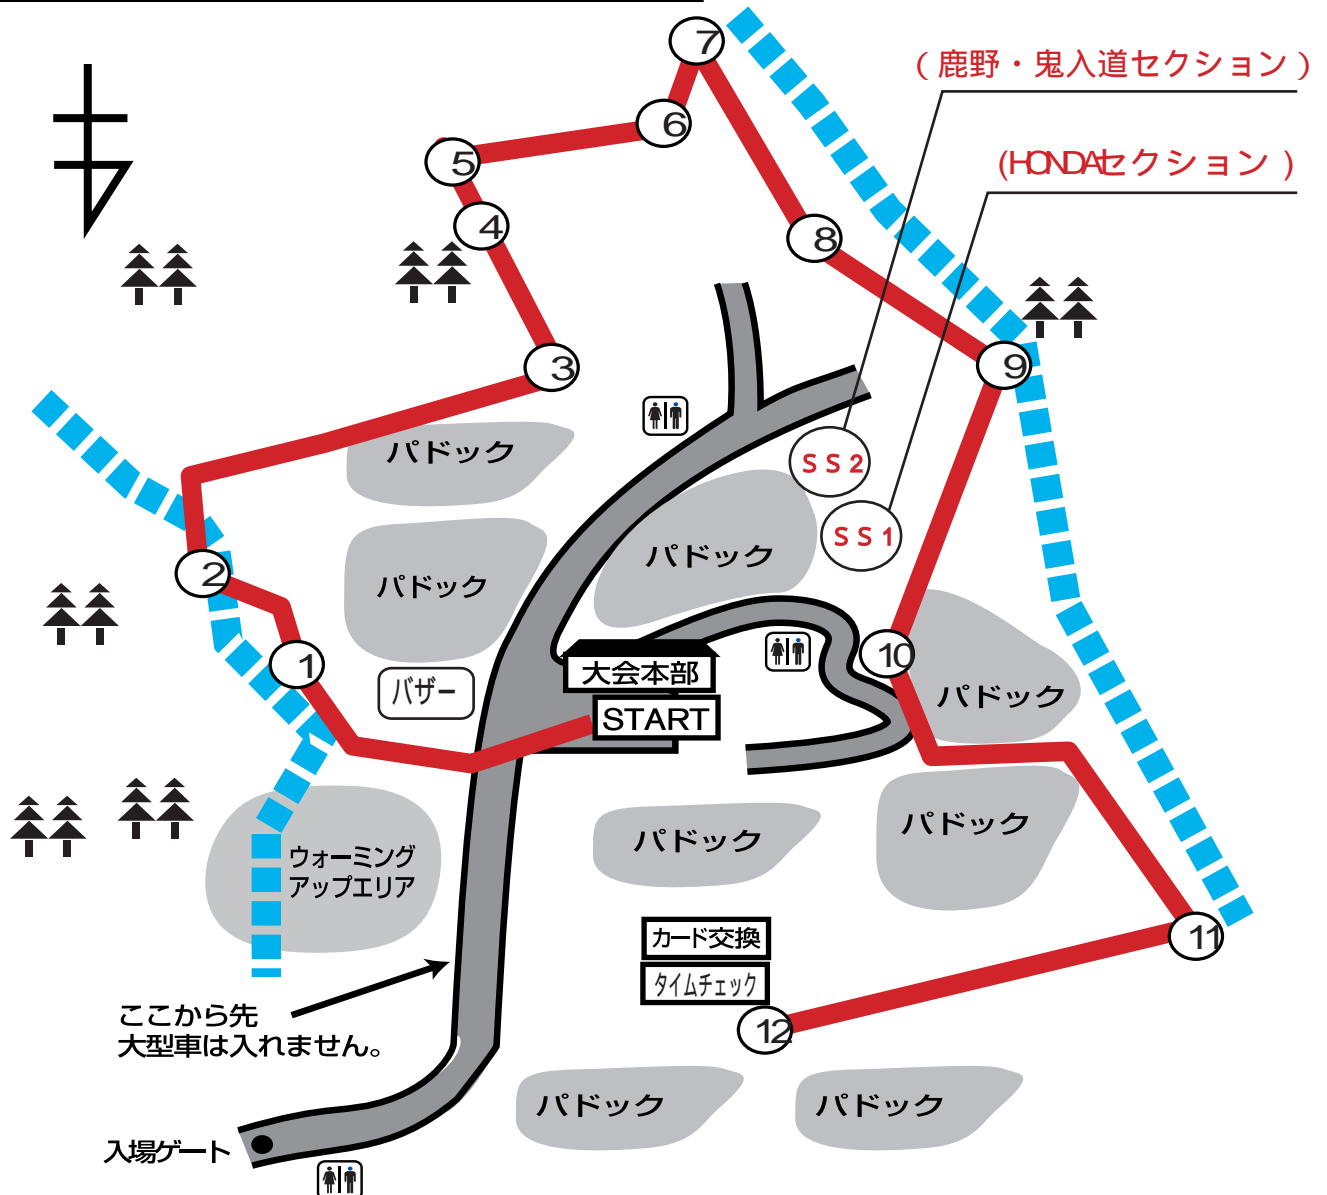 7
(鹿野・鬼入道セクション)
6
5
(HONDAセクション)
4
8
3
9
パドック
SS2
SS1
パドック
パドック
2
1
大会本部
10
バザー
START
パドック
パドック
パドック
ウォーミング
アップエリア
カード交換
11
タイムチェック
ここから先
大型車は入れません。
12
パドック
パドック
入場ゲート